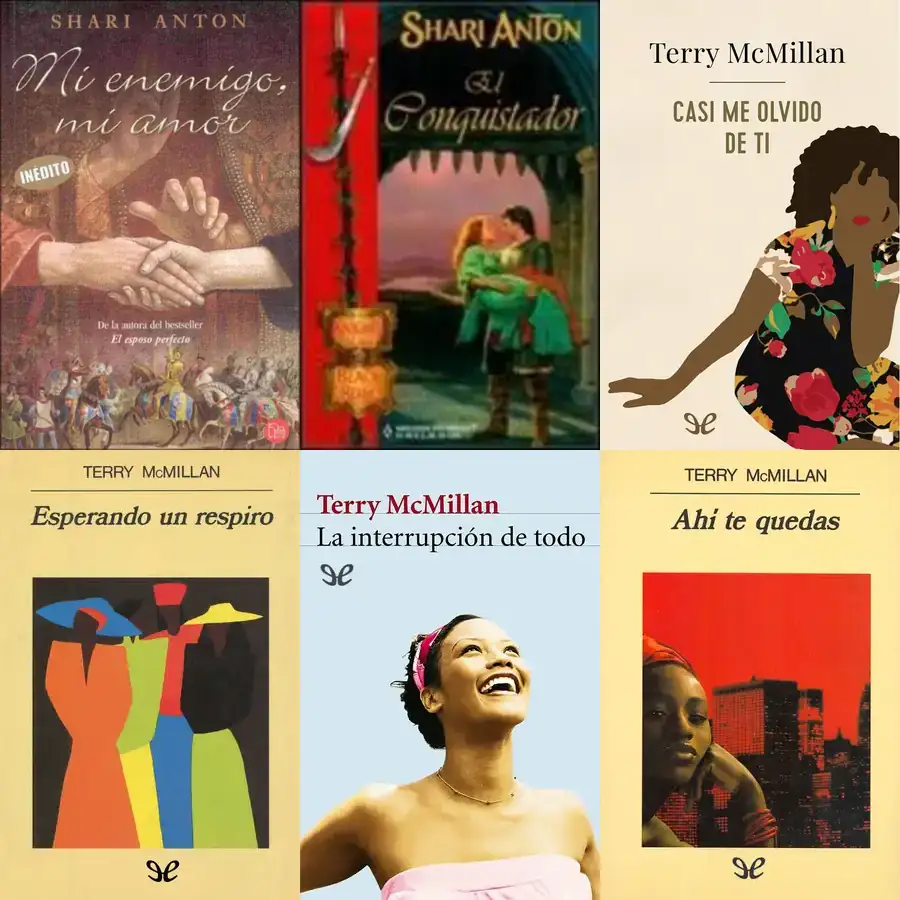 SHARI ANTON
Mi enemigo,
mi amor
INEDITO
De la autora del bestseller
El esposo perfecto
SHARI ANTON
El
Conquistador
Terry McMillan
CASI ME OLVIDO
DE TI
TERRY McMILLAN
Esperando un respiro
Terry McMillan
La interrupción de todo
TERRY McMILLAN
Ahí te quedas